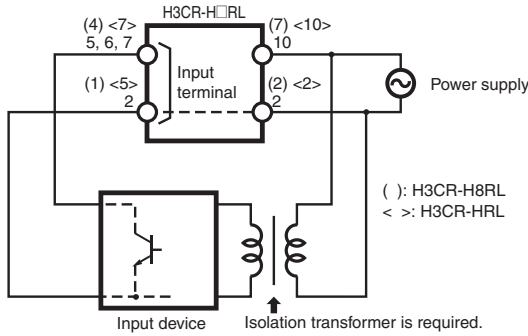 H3CR-H□RL
(4) <7>
5, 6, 7
(7) <10>
10
Input
terminal
(1) <5>
2
(2) <2>
2
Power supply
( ): H3CR-H8RL
< >: H3CR-HRL
Input device
Isolation transformer is required.